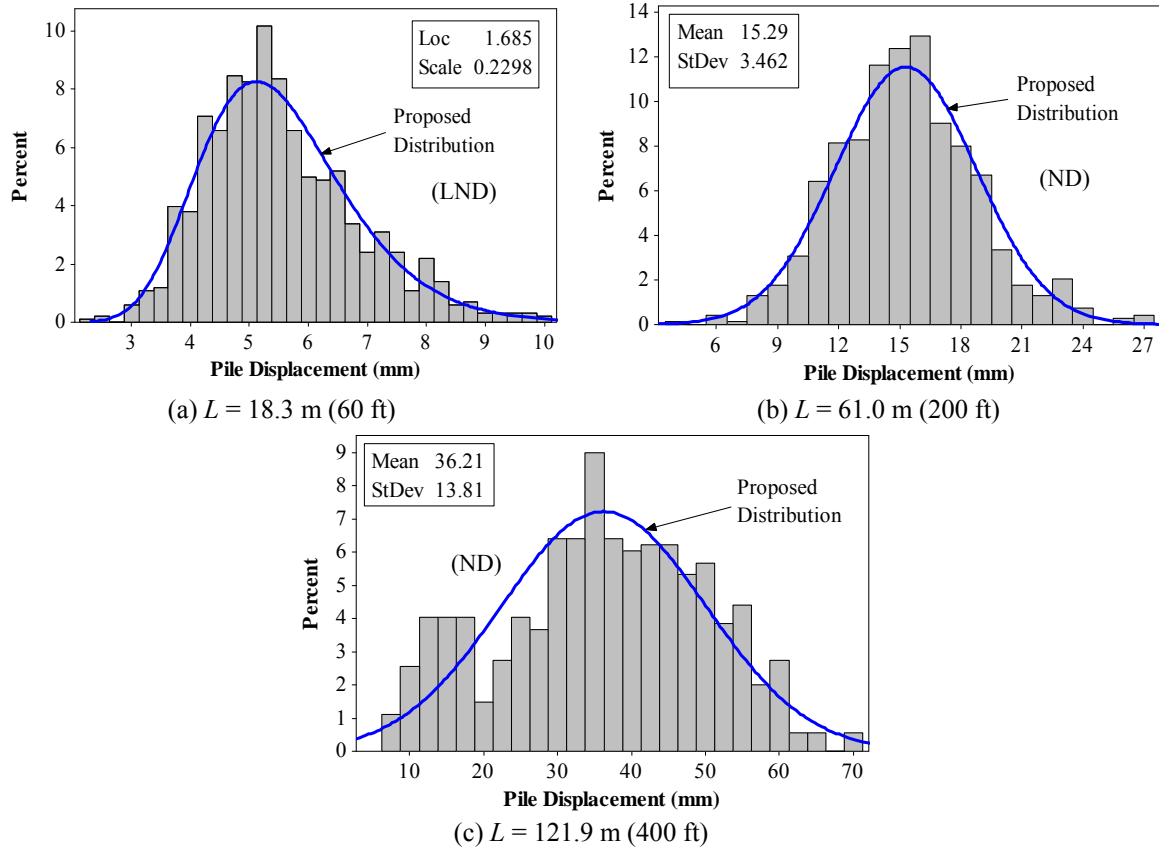 10
8
6
4
2
0
Percent
Loc 1.685
Scale 0.2298
Proposed
Distribution
(LND)
3 4 5 6 7 8 9 10
Pile Displacement (mm)
(a) L = 18.3 m (60 ft)
14
12
10
8
6
4
2
0
Percent
Mean 15.29
StDev 3.462
Proposed
Distribution
(ND)
6 9 12 15 18 21 24 27
Pile Displacement (mm)
(b) L = 61.0 m (200 ft)
9
8
7
6
5
4
3
2
1
0
Percent
Mean 36.21
StDev 13.81
Proposed
Distribution
(ND)
10 20 30 40 50 60 70
Pile Displacement (mm)
(c) L = 121.9 m (400 ft)